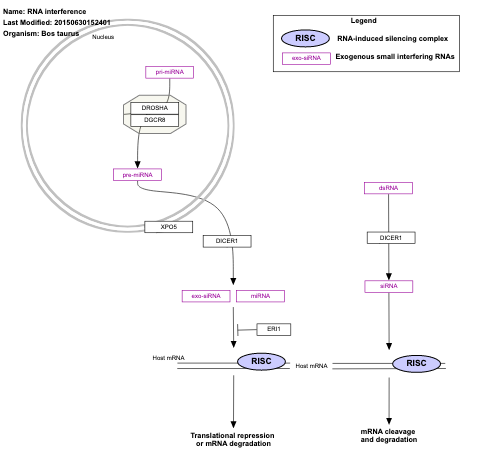 Name: RNA interference
Last Modified: 20150630152401
Organism: Bos taurus
Nucleus
Legend
RISC
RNA-induced silencing complex
exo-siRNA
Exogenous small interfering RNAs
pri-miRNA
DROSHA
DGCR8
pre-miRNA
XPO5
DICER1
exo-siRNA
miRNA
ERI1
Host mRNA
RISC
Translational repression
or mRNA degradation
dsRNA
DICER1
siRNA
Host mRNA
RISC
mRNA cleavage
and degradation